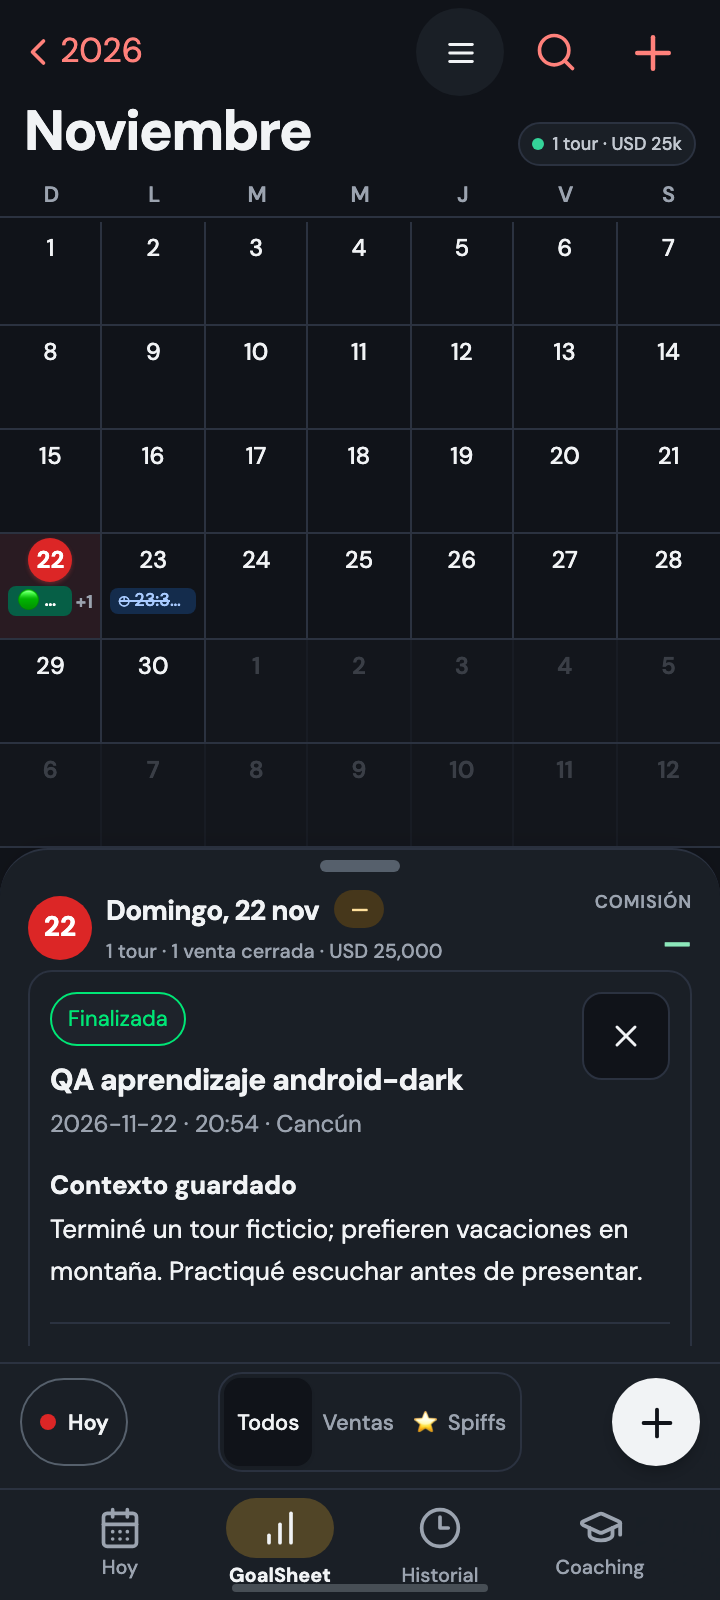 2026
Noviembre
1 tour · USD 25k
D L M M J V S
1 2 3 4 5 6 7
8 9 10 11 12 13 14
15 16 17 18 19 20 21
22 23 24 25 26 27 28
... +1 23:3...
29 30 1 2 3 4 5
6 7 8 9 10 11 12
22
Domingo, 22 nov —
COMISIÓN
1 tour · 1 venta cerrada · USD 25,000
—
Finalizada
QA aprendizaje android-dark
2026-11-22 · 20:54 · Cancún
Contexto guardado
Terminé un tour ficticio; prefieren vacaciones en
montaña. Practiqué escuchar antes de presentar.
Hoy
Todos Ventas ⭐ Spiffs
Hoy GoalSheet Historial Coaching